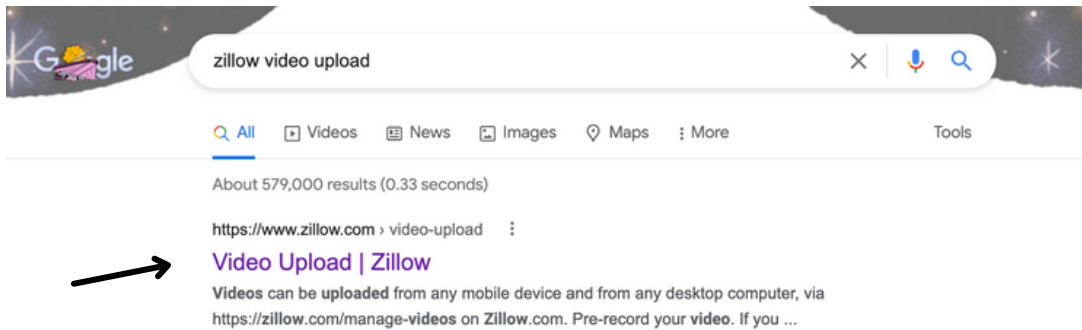 Google
zillow video upload
All Videos News Images Maps More Tools
About 579,000 results (0.33 seconds)
https://www.zillow.com › video-upload
Video Upload | Zillow
Videos can be uploaded from any mobile device and from any desktop computer, via
https://zillow.com/manage-videos on Zillow.com. Pre-record your video. If you ...